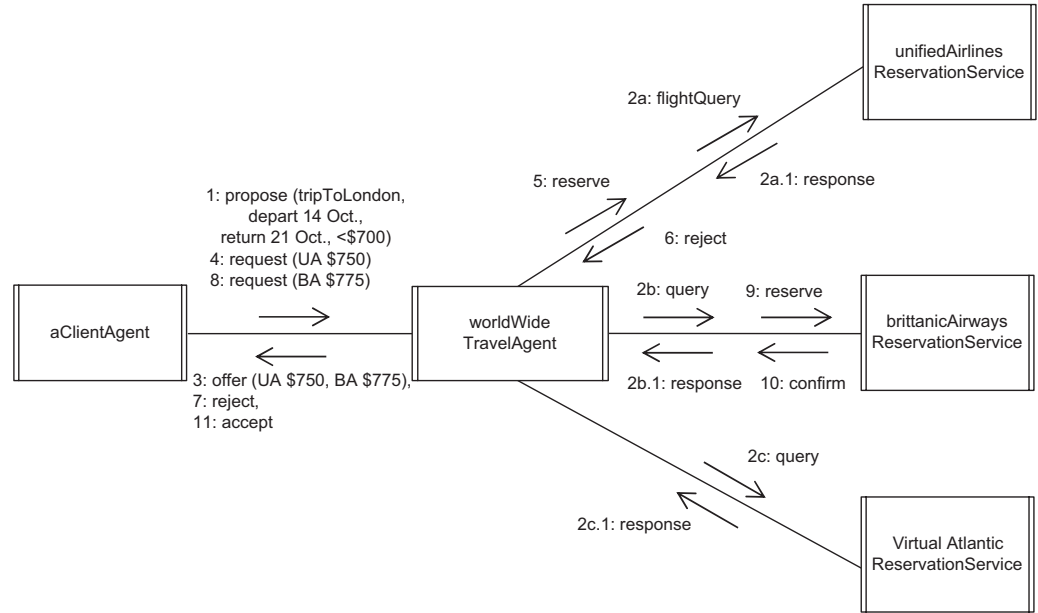 unifiedAirlines
ReservationService
2a: flightQuery
2a.1: response
5: reserve
6: reject
1: propose (tripToLondon,
depart 14 Oct.,
return 21 Oct., <$700)
4: request (UA $750)
8: request (BA $775)
aClientAgent
3: offer (UA $750, BA $775),
7: reject,
11: accept
worldWide
TravelAgent
2b: query
9: reserve
2b.1: response
10: confirm
brittanicAirways
ReservationService
2c: query
2c.1: response
Virtual Atlantic
ReservationService